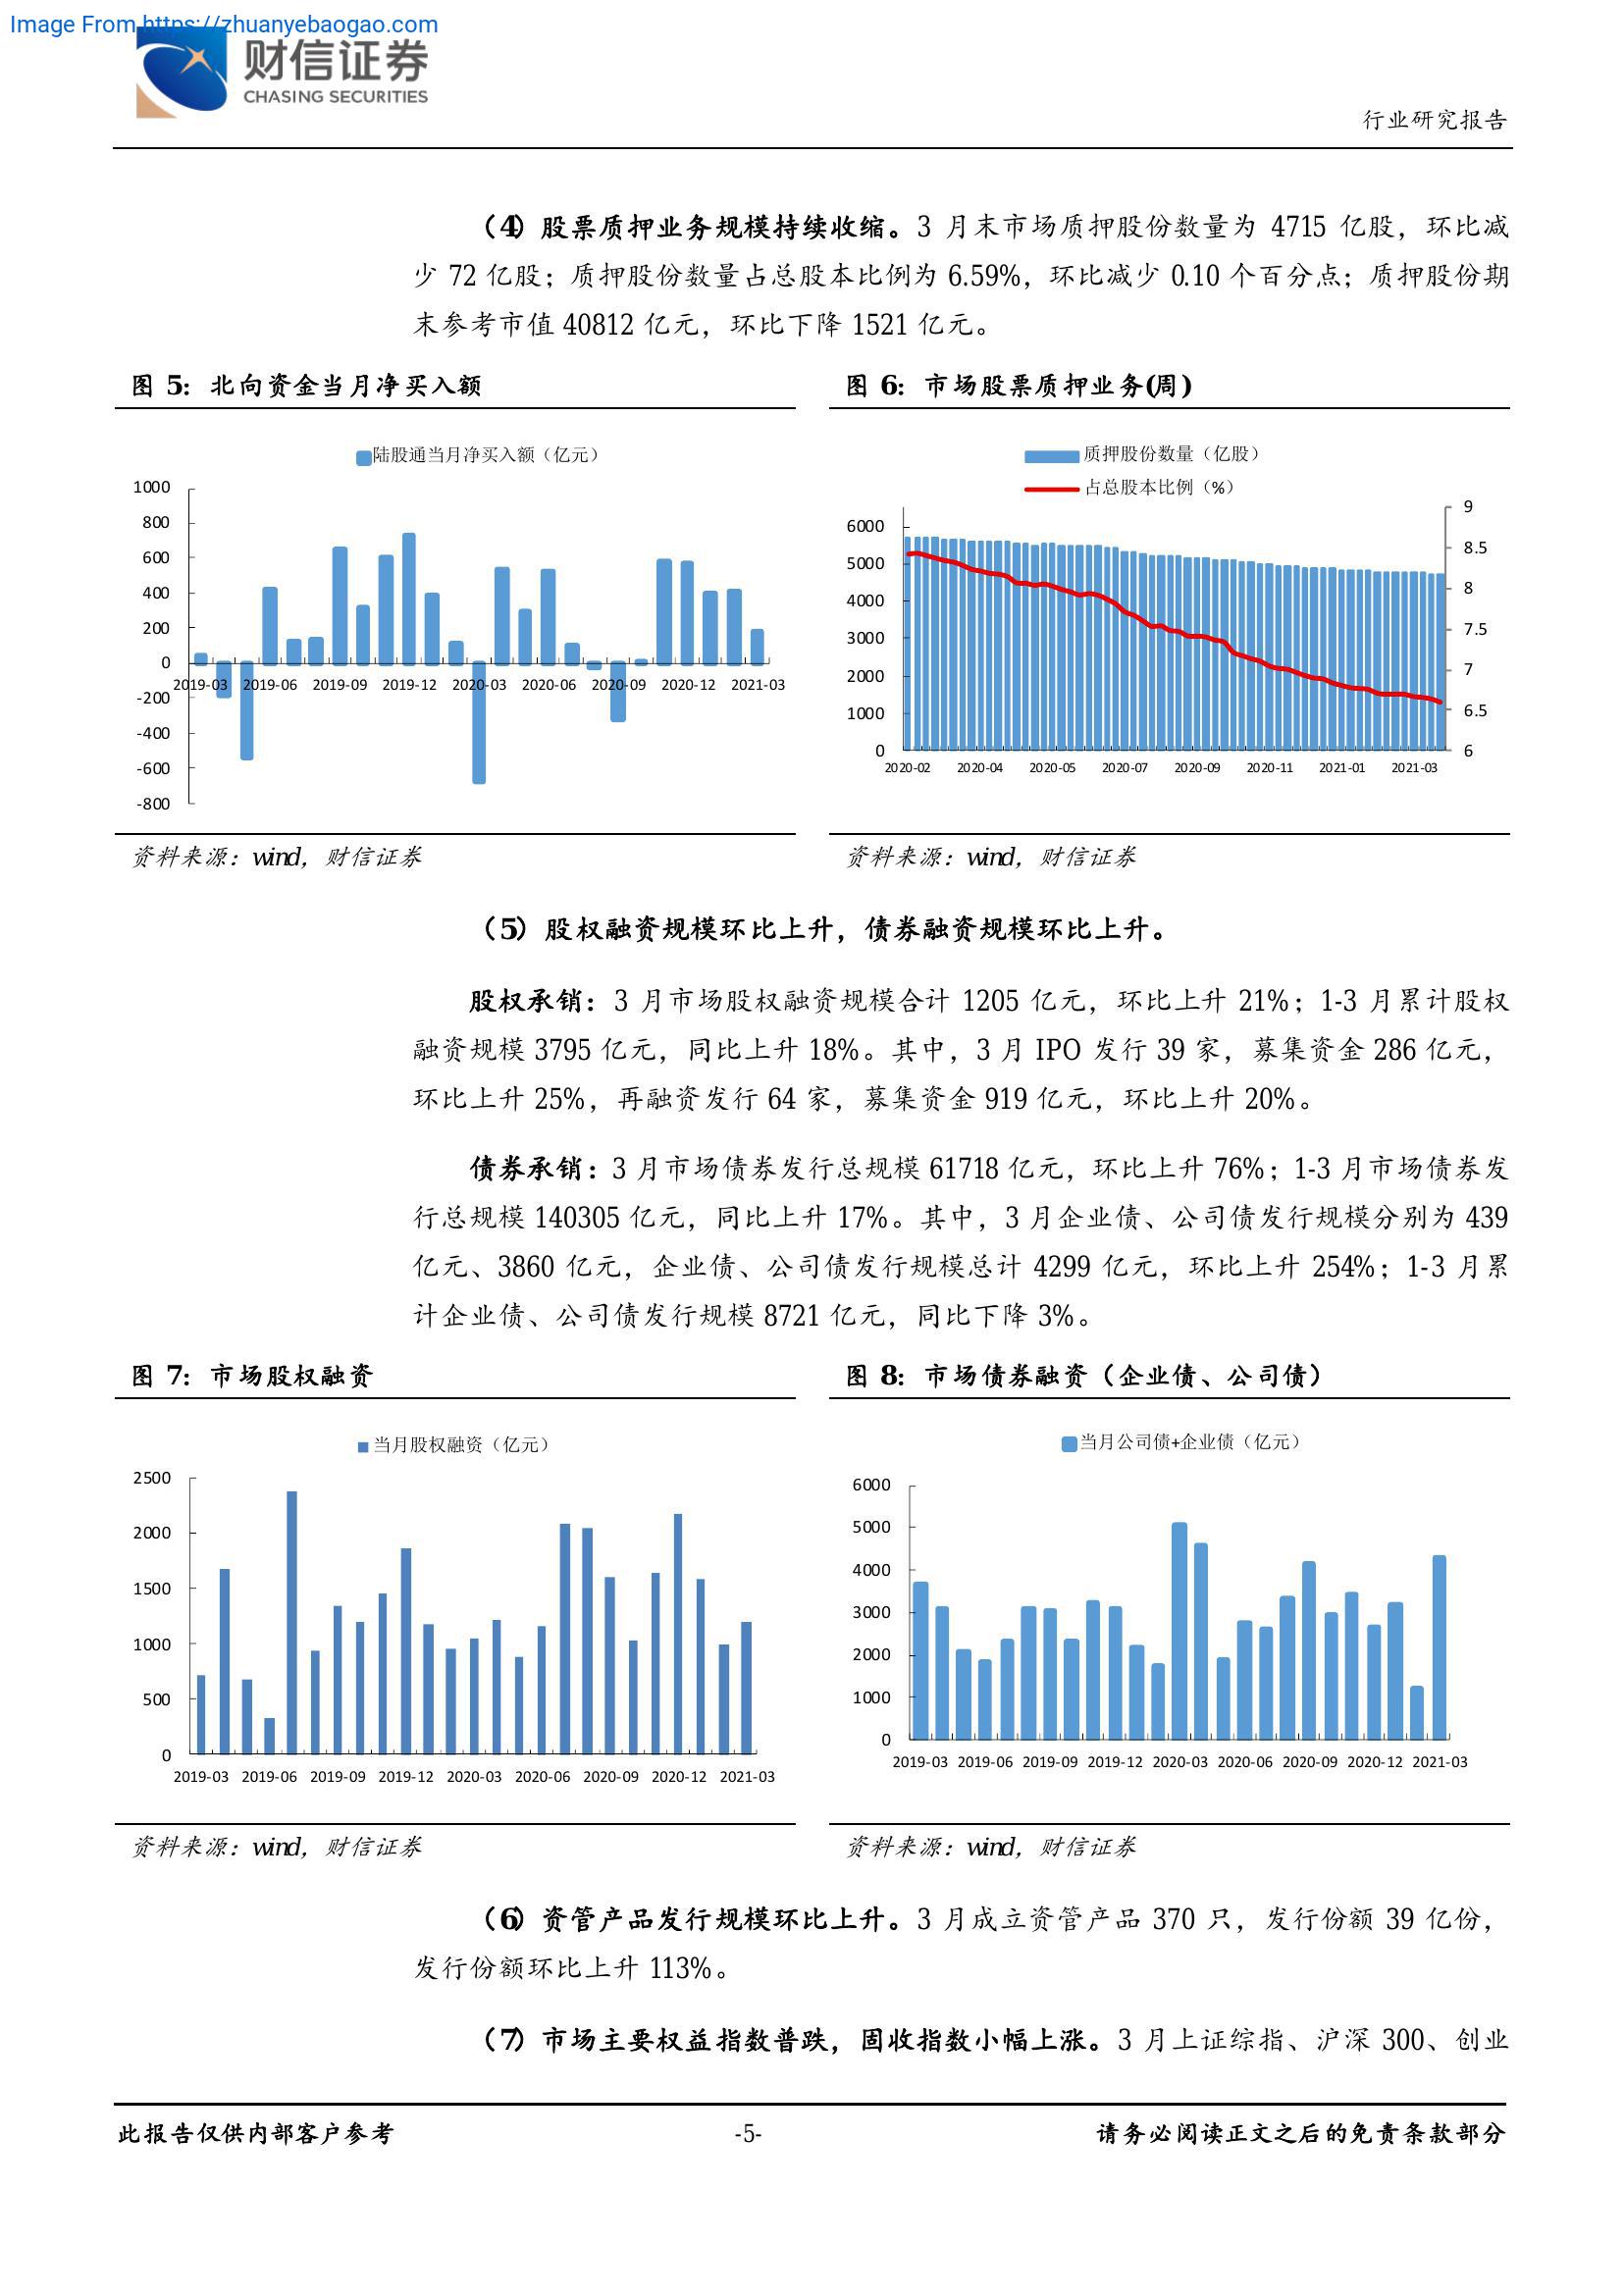 Image From https://zhuanyebaogao.com
财信证券
CHASING SECURITIES
行业研究报告
（4）股票质押业务规模持续收缩。3 月末市场质押股份数量为 4715 亿股，环比减
少 72 亿股；质押股份数量占总股本比例为 6.59%，环比减少 0.10 个百分点；质押股份期
末参考市值 40812 亿元，环比下降 1521 亿元。
图 5：北向资金当月净买入额
陆股通当月净买入额（亿元）
1000
800
600
400
200
0
-200
-400
-600
-800
2019-03 2019-06 2019-09 2019-12 2020-03 2020-06 2020-09 2020-12 2021-03
资料来源：wind，财信证券
图 6：市场股票质押业务(周)
质押股份数量（亿股）
占总股本比例（%）
6000
5000
4000
3000
2000
1000
0
9
8.5
8
7.5
7
6.5
6
2020-02 2020-04 2020-05 2020-07 2020-09 2020-11 2021-01 2021-03
资料来源：wind，财信证券
（5）股权融资规模环比上升，债券融资规模环比上升。
股权承销：3 月市场股权融资规模合计 1205 亿元，环比上升 21%；1-3 月累计股权
融资规模 3795 亿元，同比上升 18%。其中，3 月 IPO 发行 39 家，募集资金 286 亿元，
环比上升 25%，再融资发行 64 家，募集资金 919 亿元，环比上升 20%。
债券承销：3 月市场债券发行总规模 61718 亿元，环比上升 76%；1-3 月市场债券发
行总规模 140305 亿元，同比上升 17%。其中，3 月企业债、公司债发行规模分别为 439
亿元、3860 亿元，企业债、公司债发行规模总计 4299 亿元，环比上升 254%；1-3 月累
计企业债、公司债发行规模 8721 亿元，同比下降 3%。
图 7：市场股权融资
当月股权融资（亿元）
2500
2000
1500
1000
500
0
2019-03 2019-06 2019-09 2019-12 2020-03 2020-06 2020-09 2020-12 2021-03
资料来源：wind，财信证券
图 8：市场债券融资（企业债、公司债）
当月公司债+企业债（亿元）
6000
5000
4000
3000
2000
1000
0
2019-03 2019-06 2019-09 2019-12 2020-03 2020-06 2020-09 2020-12 2021-03
资料来源：wind，财信证券
（6）资管产品发行规模环比上升。3 月成立资管产品 370 只，发行份额 39 亿份，
发行份额环比上升 113%。
（7）市场主要权益指数普跌，固收指数小幅上涨。3 月上证综指、沪深 300、创业
此报告仅供内部客户参考
-5-
请务必阅读正文之后的免责条款部分